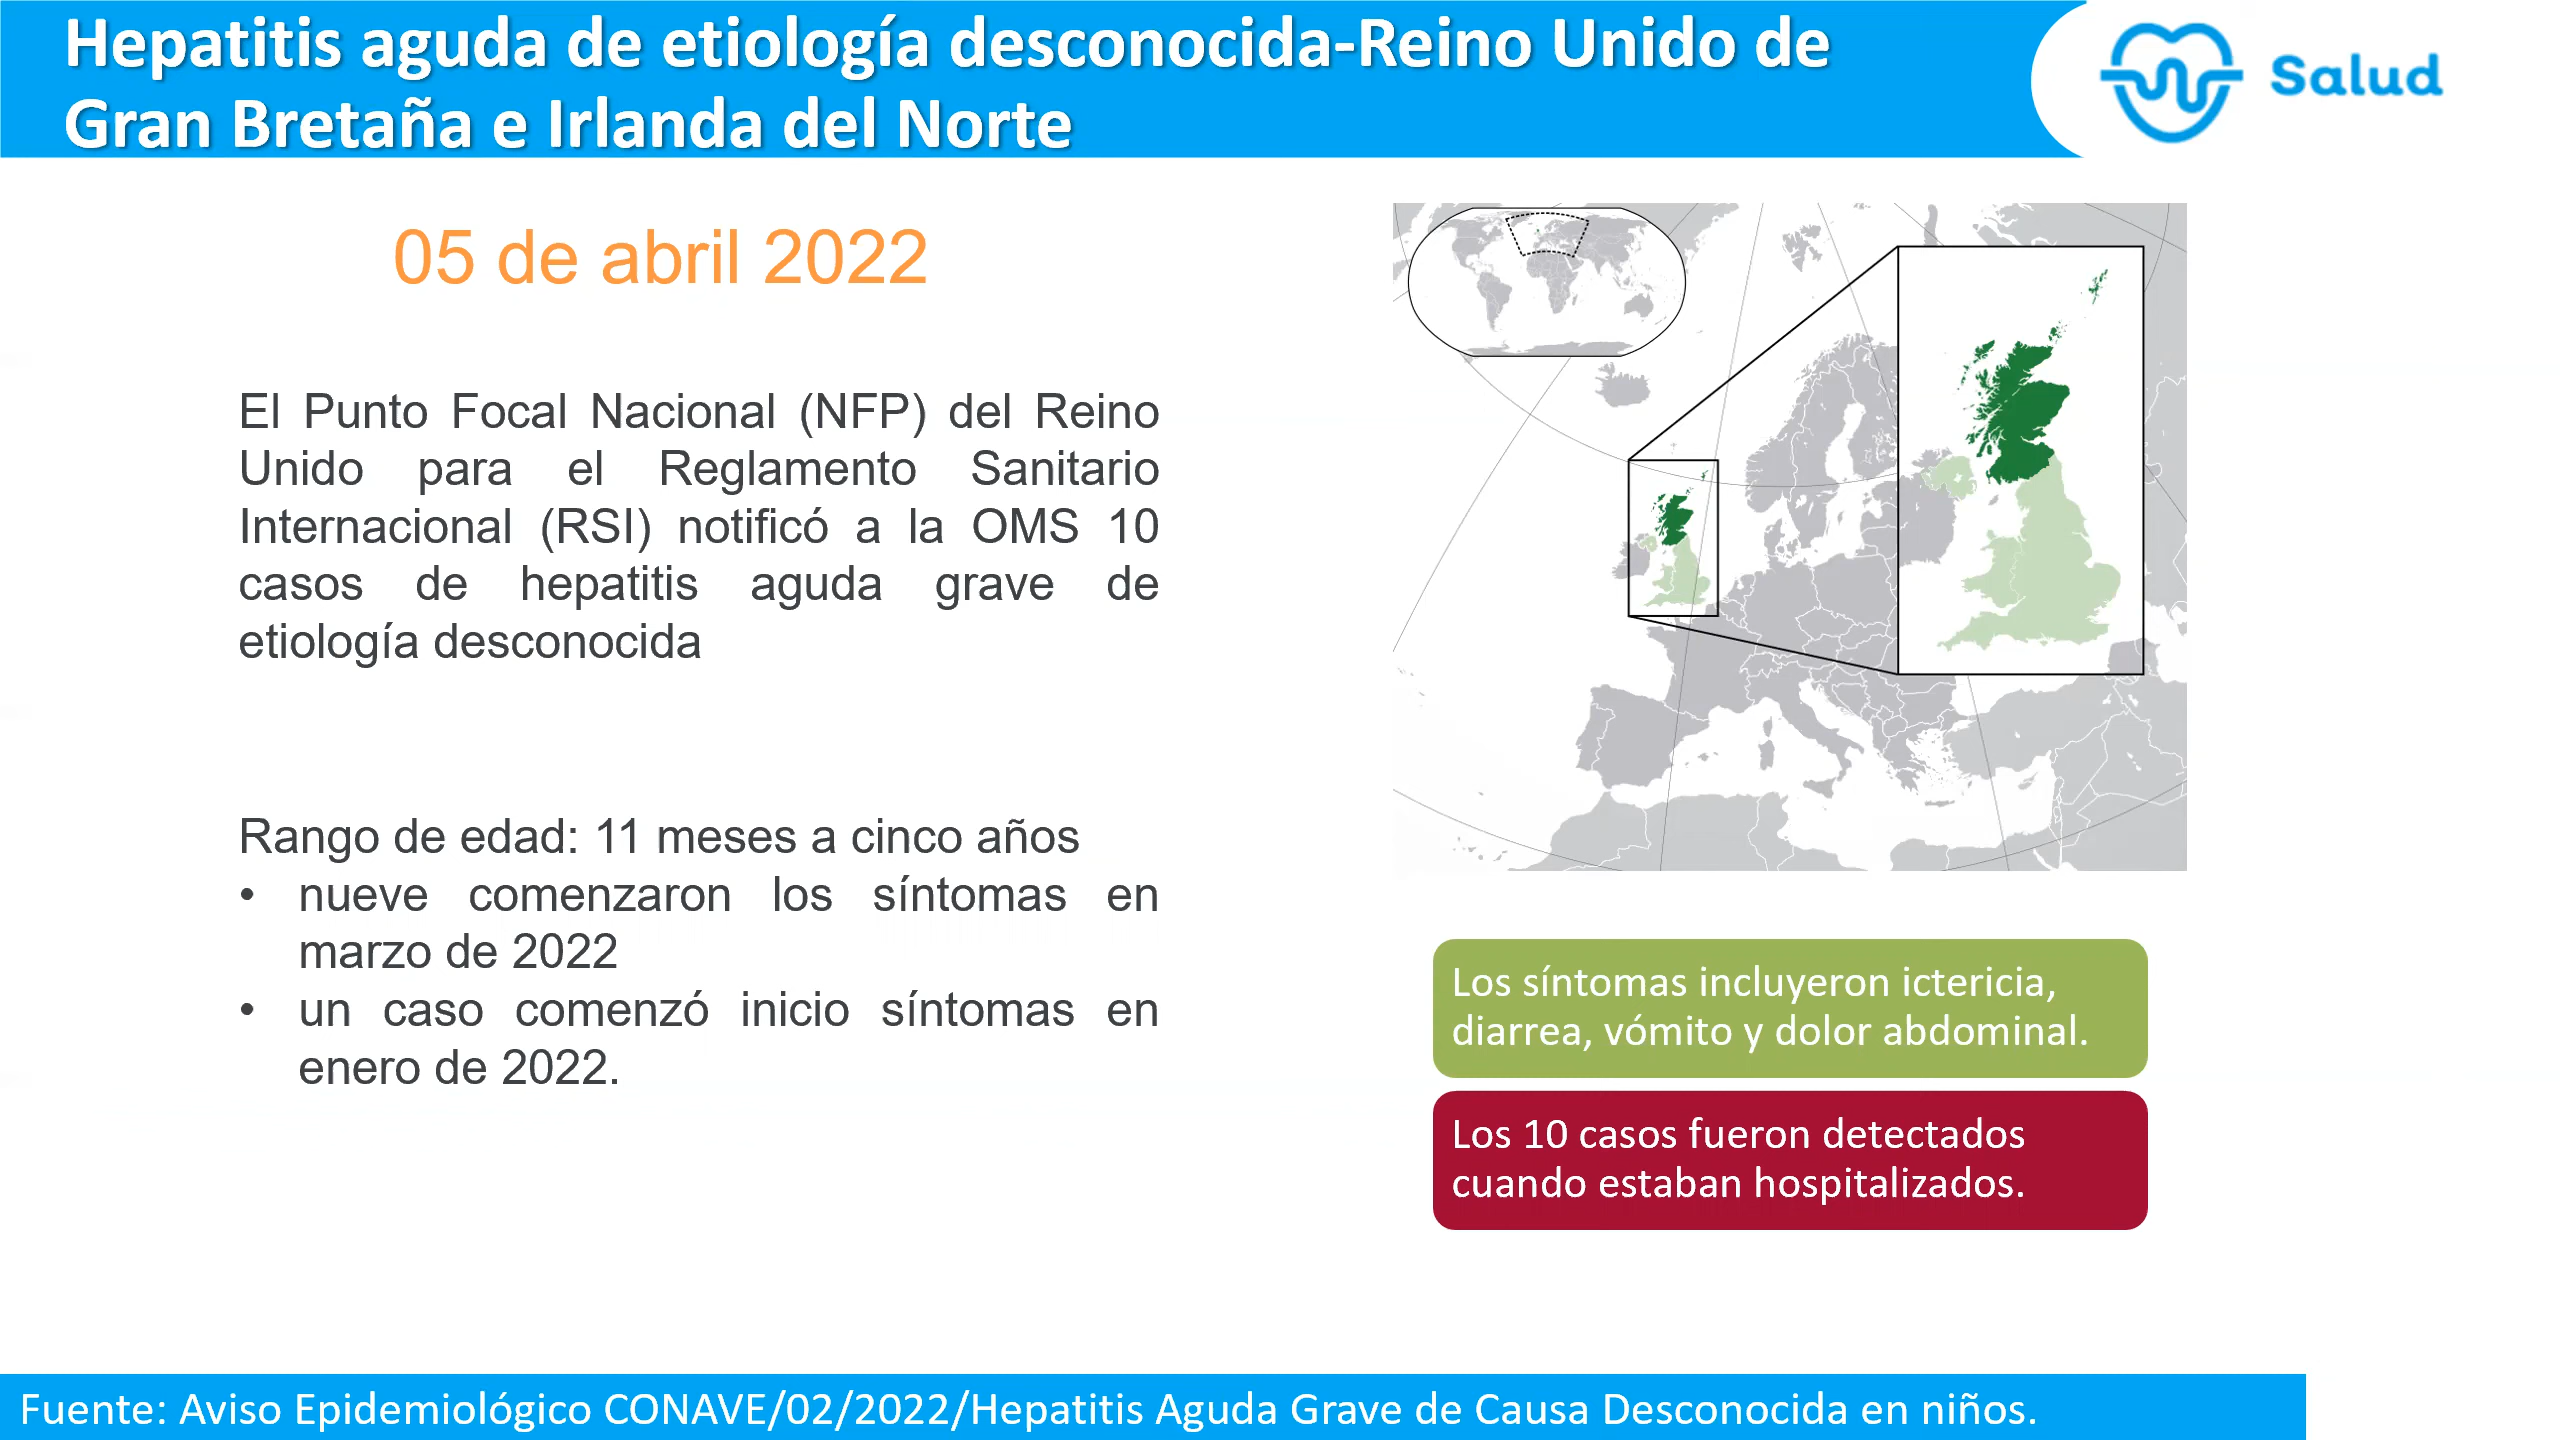 Hepatitis aguda de etiología desconocida-Reino Unido de
Gran Bretaña e Irlanda del Norte
Salud
05 de abril 2022
El Punto Focal Nacional (NFP) del Reino
Unido para el Reglamento Sanitario
Internacional (RSI) notificó a la OMS 10
casos de hepatitis aguda grave de
etiología desconocida
Rango de edad: 11 meses a cinco años
• nueve comenzaron los síntomas en
marzo de 2022
• un caso comenzó inicio síntomas en
enero de 2022.
Los síntomas incluyeron ictericia,
diarrea, vómito y dolor abdominal.
Los 10 casos fueron detectados
cuando estaban hospitalizados.
Fuente: Aviso Epidemiológico CONAVE/02/2022/Hepatitis Aguda Grave de Causa Desconocida en niños.